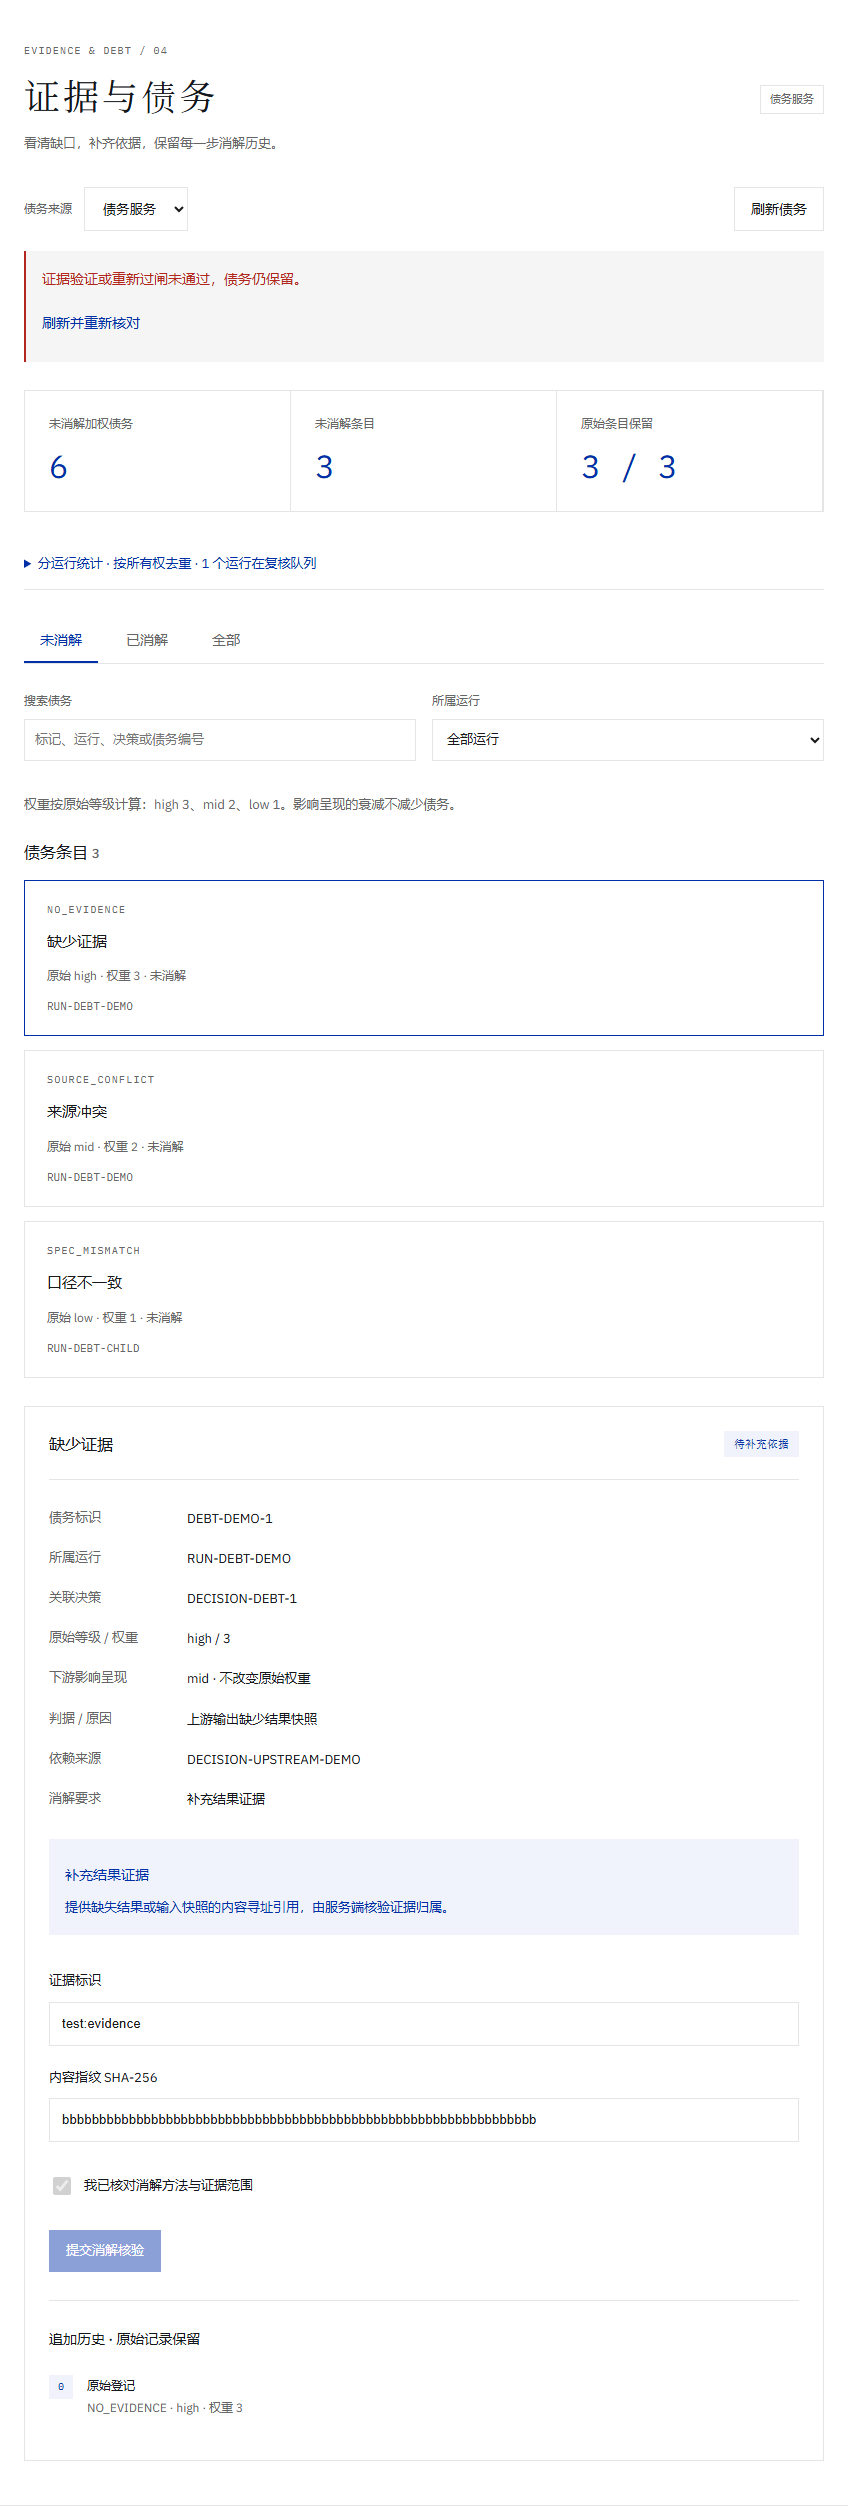 EVIDENCE & DEBT / 04
证据与债务
债务服务
看清缺口，补齐依据，保留每一步消解历史。
债务来源
债务服务
刷新债务
证据验证或重新过闸未通过，债务仍保留。
刷新并重新核对
未消解加权债务
6
未消解条目
3
原始条目保留
3 / 3
分运行统计 · 按所有权去重 · 1 个运行在复核队列
未消解
已消解
全部
搜索债务
标记、运行、决策或债务编号
所属运行
全部运行
权重按原始等级计算：high 3、mid 2、low 1。影响呈现的衰减不减少债务。
债务条目 3
NO_EVIDENCE
缺少证据
原始 high · 权重 3 · 未消解
RUN-DEBT-DEMO
SOURCE_CONFLICT
来源冲突
原始 mid · 权重 2 · 未消解
RUN-DEBT-DEMO
SPEC_MISMATCH
口径不一致
原始 low · 权重 1 · 未消解
RUN-DEBT-CHILD
缺少证据
待补充依据
债务标识
DEBT-DEMO-1
所属运行
RUN-DEBT-DEMO
关联决策
DECISION-DEBT-1
原始等级 / 权重
high / 3
下游影响呈现
mid · 不改变原始权重
判据 / 原因
上游输出缺少结果快照
依赖来源
DECISION-UPSTREAM-DEMO
消解要求
补充结果证据
补充结果证据
提供缺失结果或输入快照的内容寻址引用，由服务端核验证据归属。
证据标识
test:evidence
内容指纹 SHA-256
bbbbbbbbbbbbbbbbbbbbbbbbbbbbbbbbbbbbbbbbbbbbbbbbbbbbbbbbbbbbbbbb
我已核对消解方法与证据范围
提交消解核验
追加历史 · 原始记录保留
0
原始登记
NO_EVIDENCE · high · 权重 3